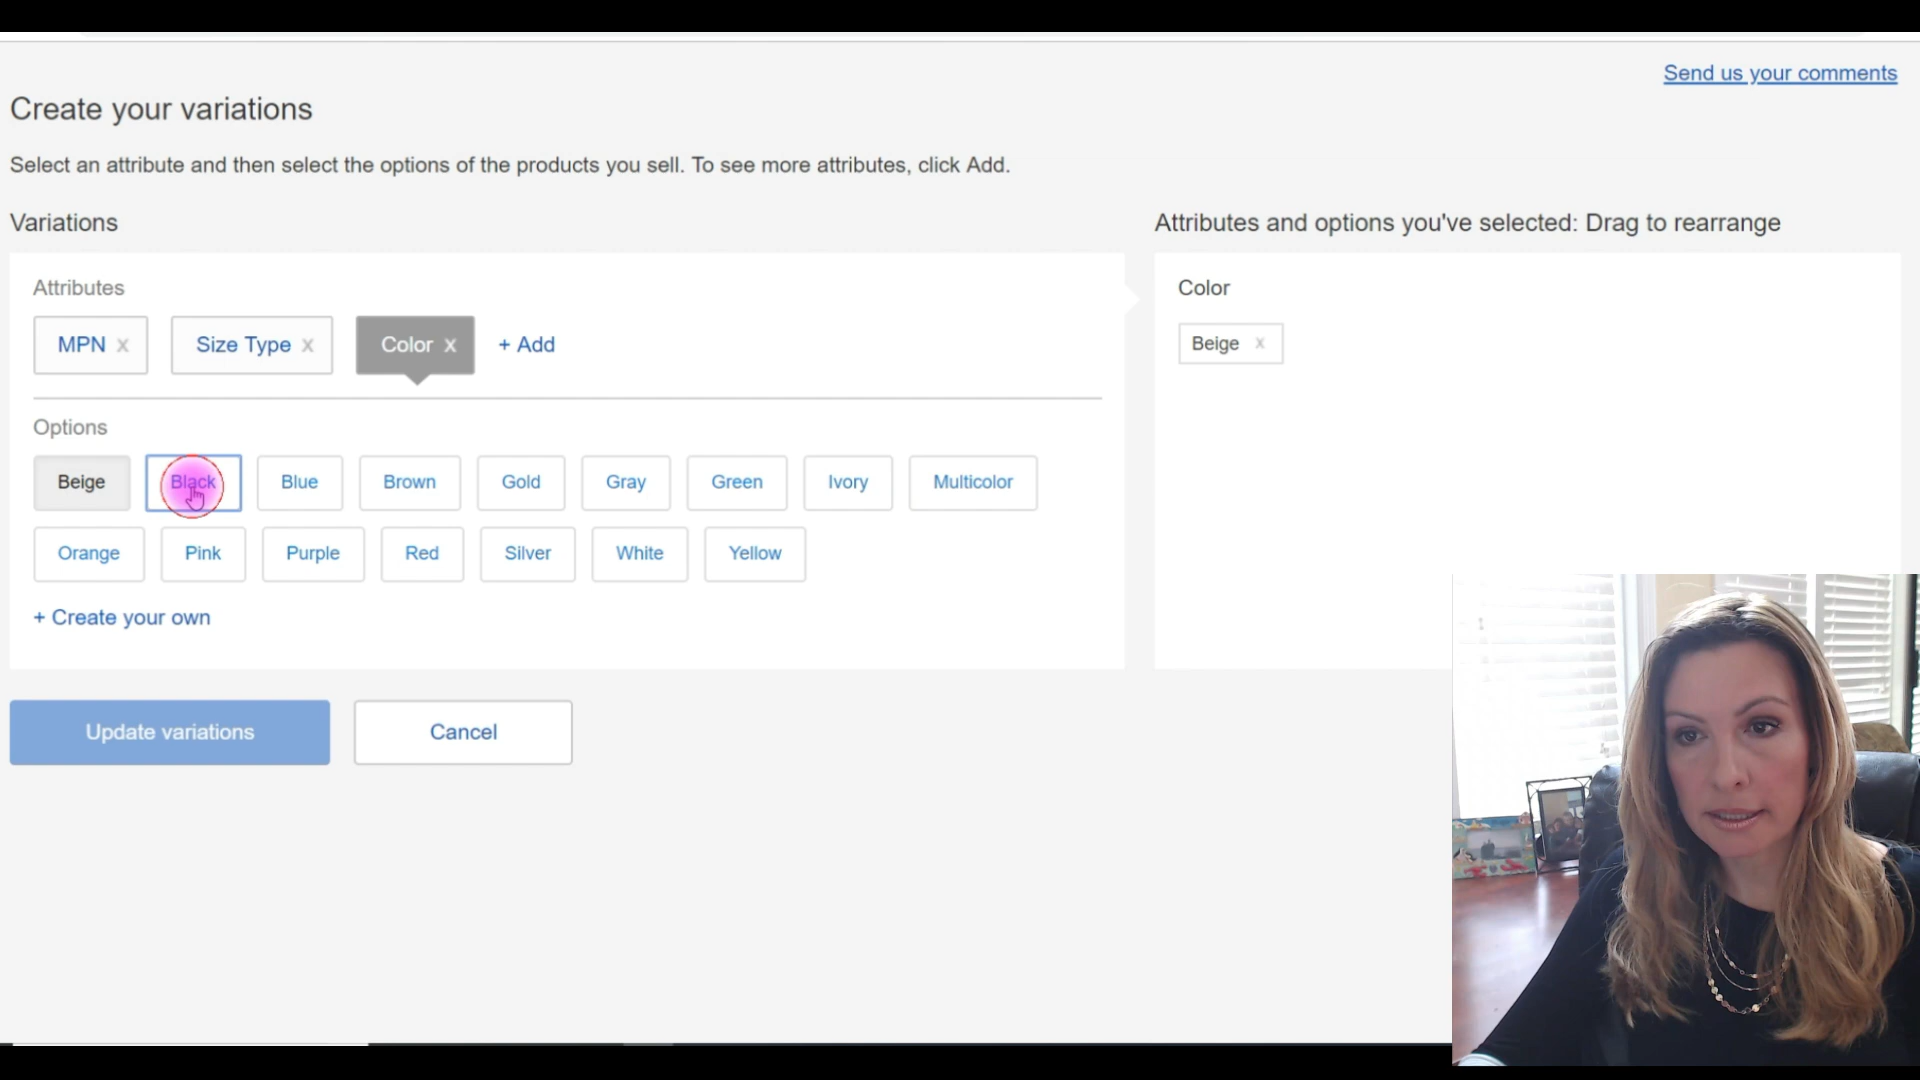 Send us your comments
Create your variations
Select an attribute and then select the options of the products you sell. To see more attributes, click Add.
Variations
Attributes and options you've selected: Drag to rearrange
Attributes
MPN x Size Type x Color x + Add
Color
Beige x
Options
Beige Black Blue Brown Gold Gray Green Ivory Multicolor
Orange Pink Purple Red Silver White Yellow
+ Create your own
Update variations Cancel